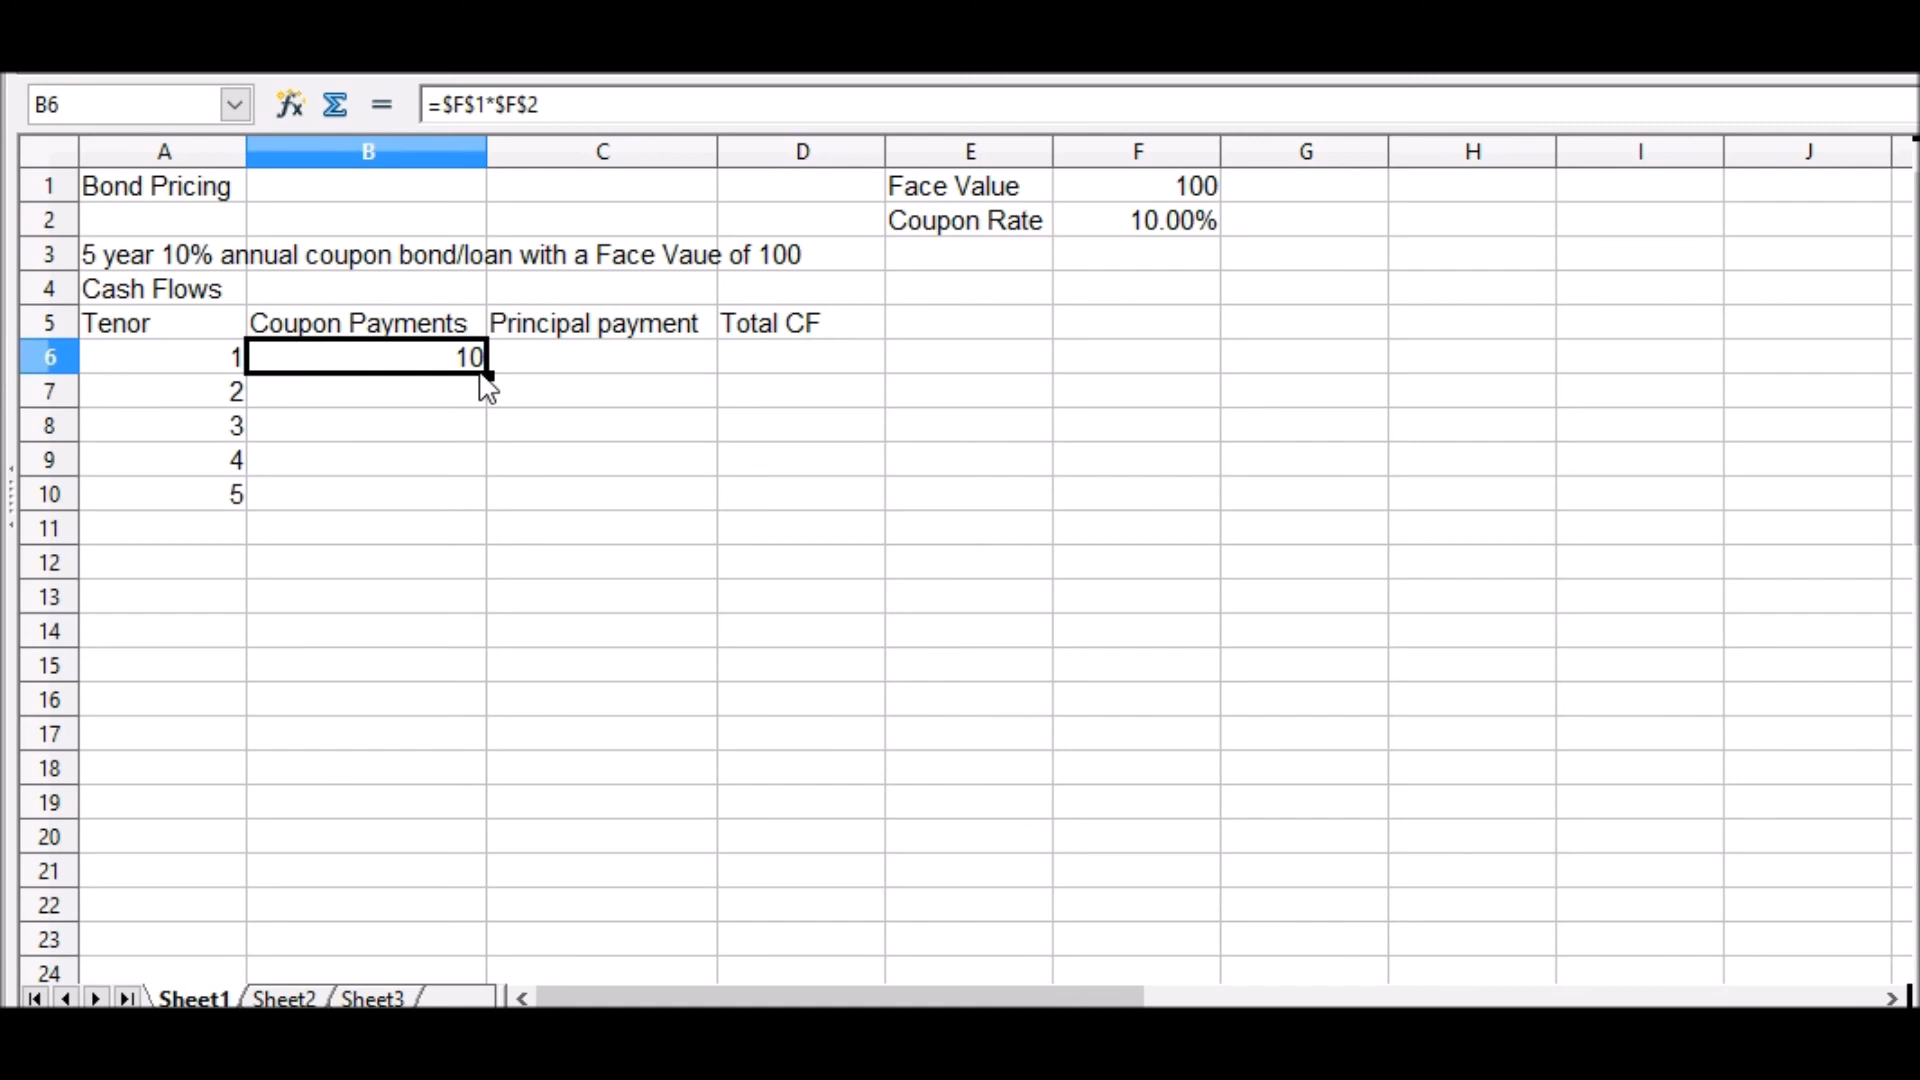 B6 =$F$1*$F$2
A B C D E F G H I J
1 Bond Pricing Face Value 100
2 Coupon Rate 10.00%
3 5 year 10% annual coupon bond/loan with a Face Vaue of 100
4 Cash Flows
5 Tenor Coupon Payments Principal payment Total CF
6 1 10
7 2
8 3
9 4
10 5
11
12
13
14
15
16
17
18
19
20
21
22
23
24
Sheet1 Sheet2 Sheet3